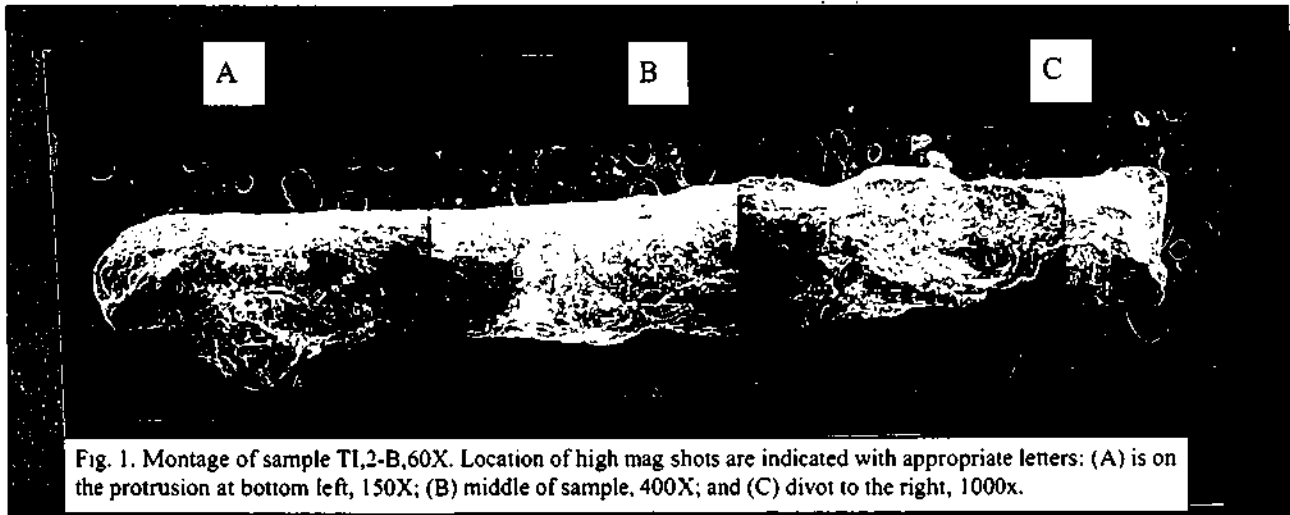 A B C
Fig. 1. Montage of sample TI,2-B,60X. Location of high mag shots are indicated with appropriate letters: (A) is on
the protrusion at bottom left, 150X; (B) middle of sample, 400X; and (C) divot to the right, 1000x.